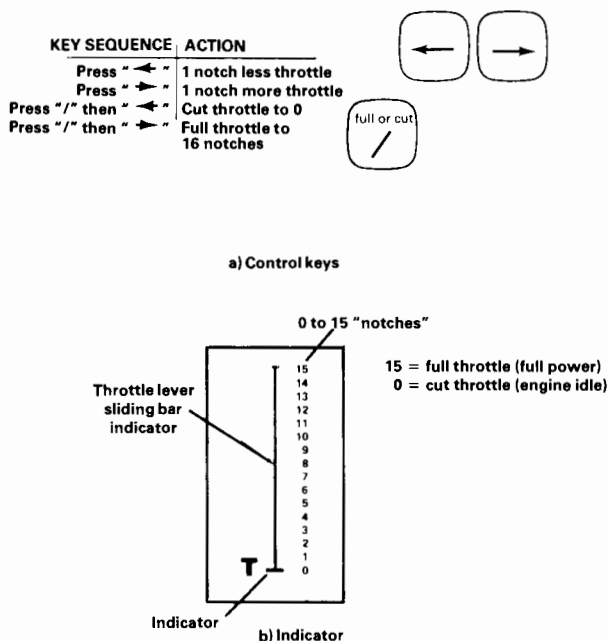 KEY SEQUENCE ACTION
Press " ← " 1 notch less throttle
Press " → " 1 notch more throttle
Press "/" then " ← " Cut throttle to 0
Press "/" then " → " Full throttle to
16 notches
← →
full or cut
/
a) Control keys
0 to 15 "notches"
15 = full throttle (full power)
0 = cut throttle (engine idle)
Throttle lever
sliding bar
indicator
15
14
13
12
11
10
9
8
7
6
5
4
3
2
1
0
T
Indicator
b) Indicator